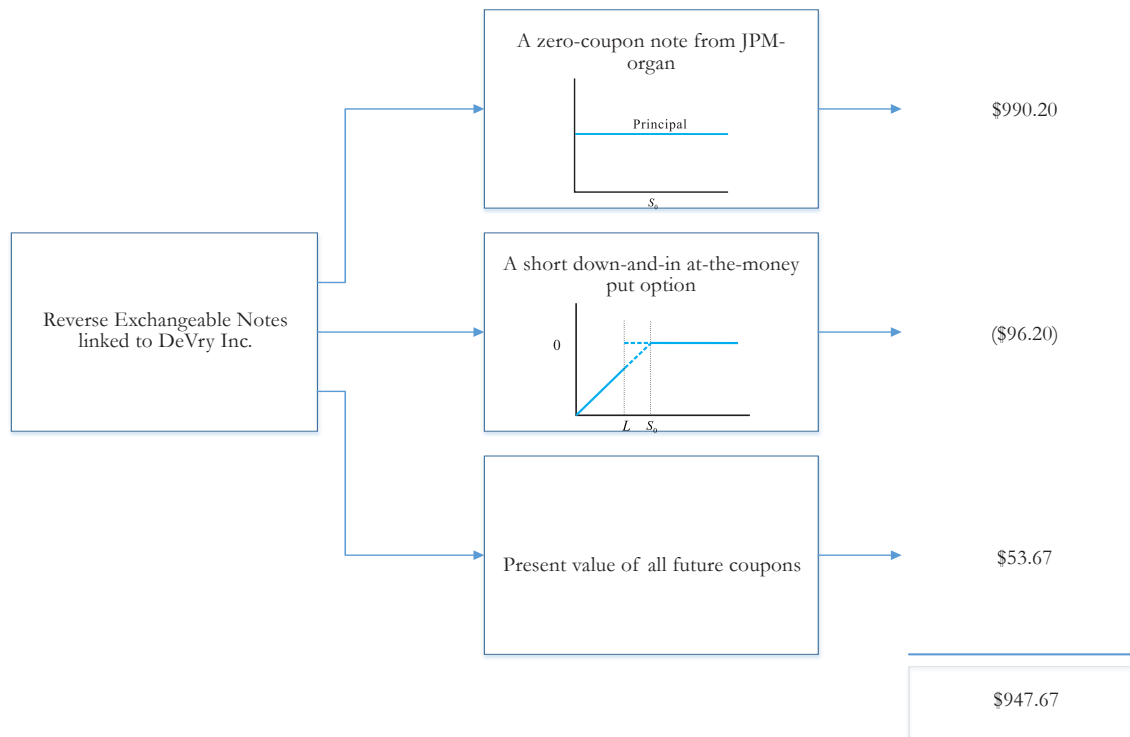 A zero-coupon note from JPM-
organ
Principal
S₀
$990.20
Reverse Exchangeable Notes
linked to DeVry Inc.
A short down-and-in at-the-money
put option
0
L S₀
($96.20)
Present value of all future coupons
$53.67
$947.67